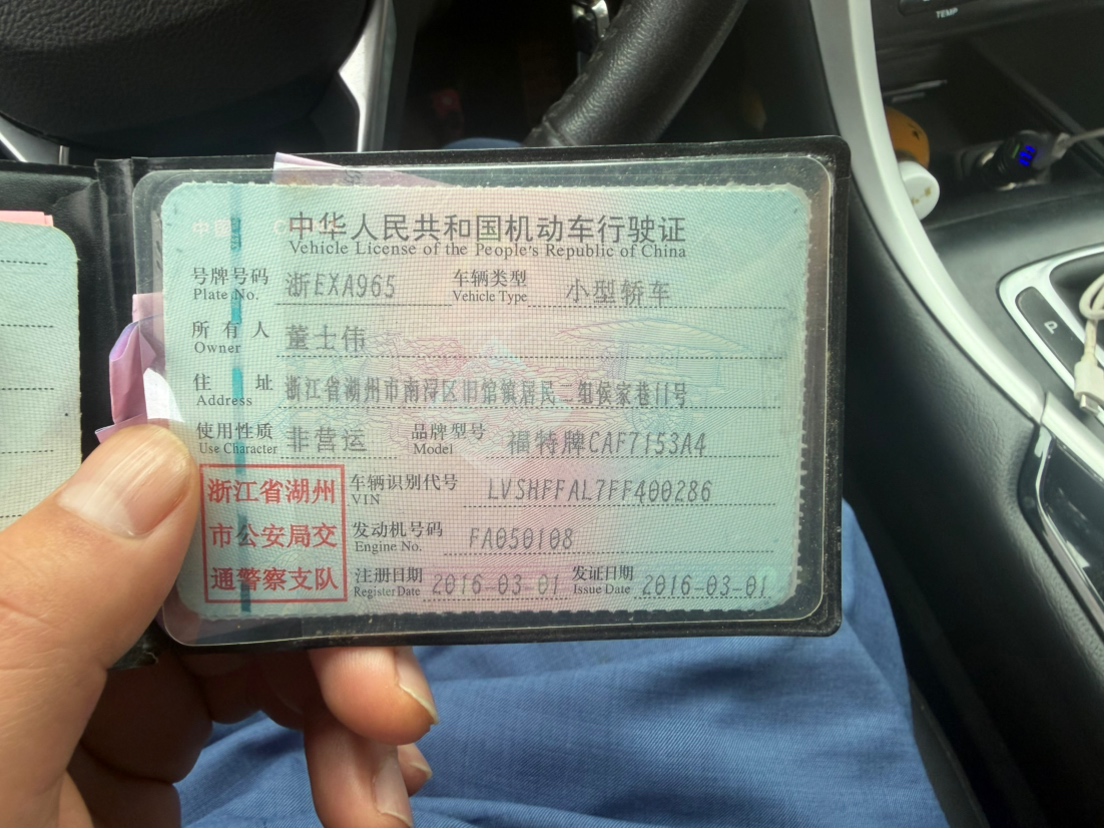 TEMP
中华人民共和国机动车行驶证
Vehicle License of the People's Republic of China
号牌号码 浙EXA965 车辆类型 小型轿车
Plate No. Vehicle Type
所有人 董士伟
Owner
住址 浙江省湖州市南浔区旧馆镇居民二组侯家巷11号
Address
使用性质 非营运 品牌型号 福特牌CAF7153A4
Use Character Model
浙江省湖州
市公安局交
通警察支队
车辆识别代号 LVSHFFAL7FF400286
VIN
发动机号码 FA050108
Engine No.
注册日期 2016-03-01 发证日期 2016-03-01
Register Date Issue Date
P